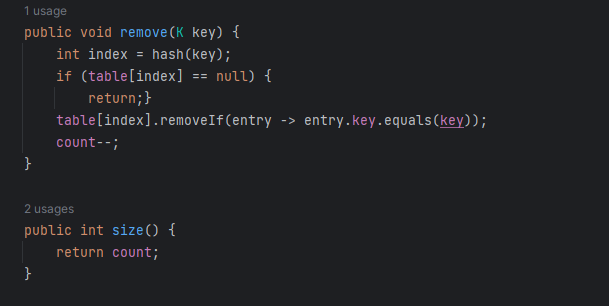 1 usage
public void remove(K key) {
    int index = hash(key);
    if (table[index] == null) {
        return;}
    table[index].removeIf(entry -> entry.key.equals(key));
    count--;
}
2 usages
public int size() {
    return count;
}